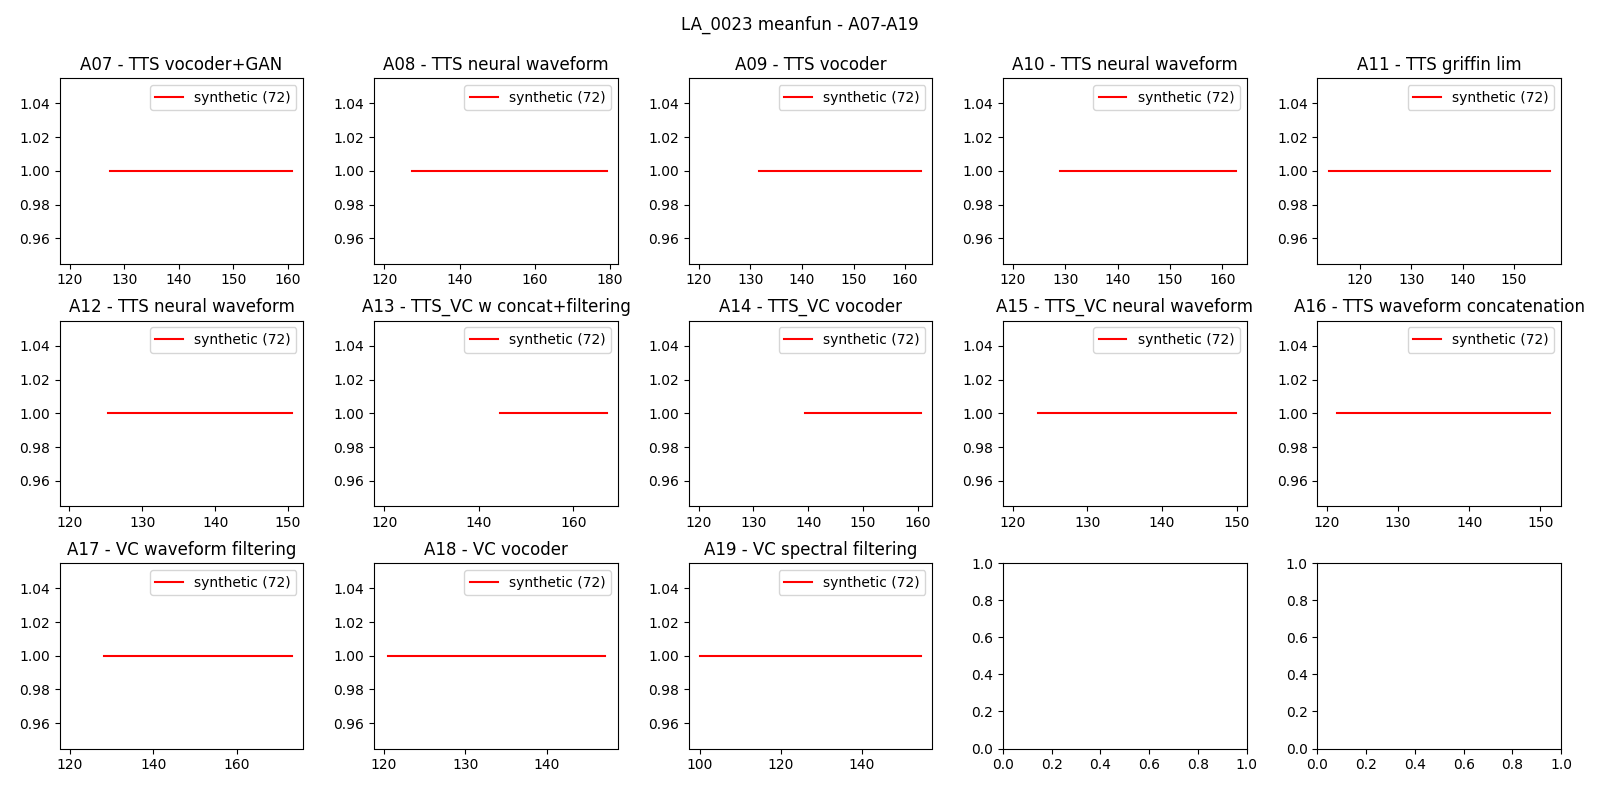 LA_0023 meanfun - A07-A19
A07 - TTS vocoder+GAN
synthetic (72)
1.04
1.02
1.00
0.98
0.96
120 130 140 150 160
A08 - TTS neural waveform
synthetic (72)
1.04
1.02
1.00
0.98
0.96
120 140 160 180
A09 - TTS vocoder
synthetic (72)
1.04
1.02
1.00
0.98
0.96
120 130 140 150 160
A10 - TTS neural waveform
synthetic (72)
1.04
1.02
1.00
0.98
0.96
120 130 140 150 160
A11 - TTS griffin lim
synthetic (72)
1.04
1.02
1.00
0.98
0.96
120 130 140 150
A12 - TTS neural waveform
synthetic (72)
1.04
1.02
1.00
0.98
0.96
120 130 140 150
A13 - TTS_VC w concat+filtering
synthetic (72)
1.04
1.02
1.00
0.98
0.96
120 140 160
A14 - TTS_VC vocoder
synthetic (72)
1.04
1.02
1.00
0.98
0.96
120 130 140 150 160
A15 - TTS_VC neural waveform
synthetic (72)
1.04
1.02
1.00
0.98
0.96
120 130 140 150
A16 - TTS waveform concatenation
synthetic (72)
1.04
1.02
1.00
0.98
0.96
120 130 140 150
A17 - VC waveform filtering
synthetic (72)
1.04
1.02
1.00
0.98
0.96
120 140 160
A18 - VC vocoder
synthetic (72)
1.04
1.02
1.00
0.98
0.96
120 130 140
A19 - VC spectral filtering
synthetic (72)
1.04
1.02
1.00
0.98
0.96
100 120 140
1.0
0.8
0.6
0.4
0.2
0.0
0.0 0.2 0.4 0.6 0.8 1.0
1.0
0.8
0.6
0.4
0.2
0.0
0.0 0.2 0.4 0.6 0.8 1.0